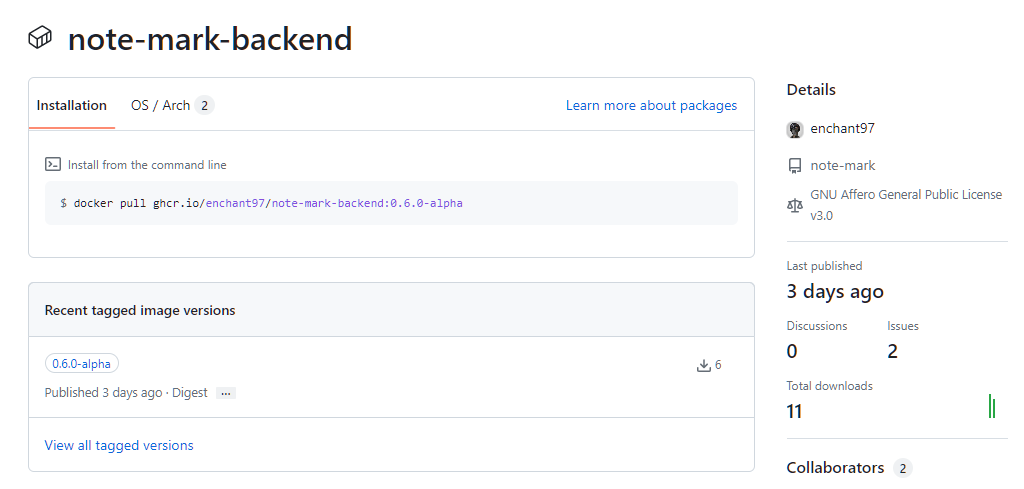 note-mark-backend
Installation
OS / Arch 2
Learn more about packages
Install from the command line
$ docker pull ghcr.io/enchant97/note-mark-backend:0.6.0-alpha
Recent tagged image versions
0.6.0-alpha
6
Published 3 days ago · Digest ...
View all tagged versions
Details
enchant97
note-mark
GNU Affero General Public License
v3.0
Last published
3 days ago
Discussions
0
Issues
2
Total downloads
11
Collaborators 2